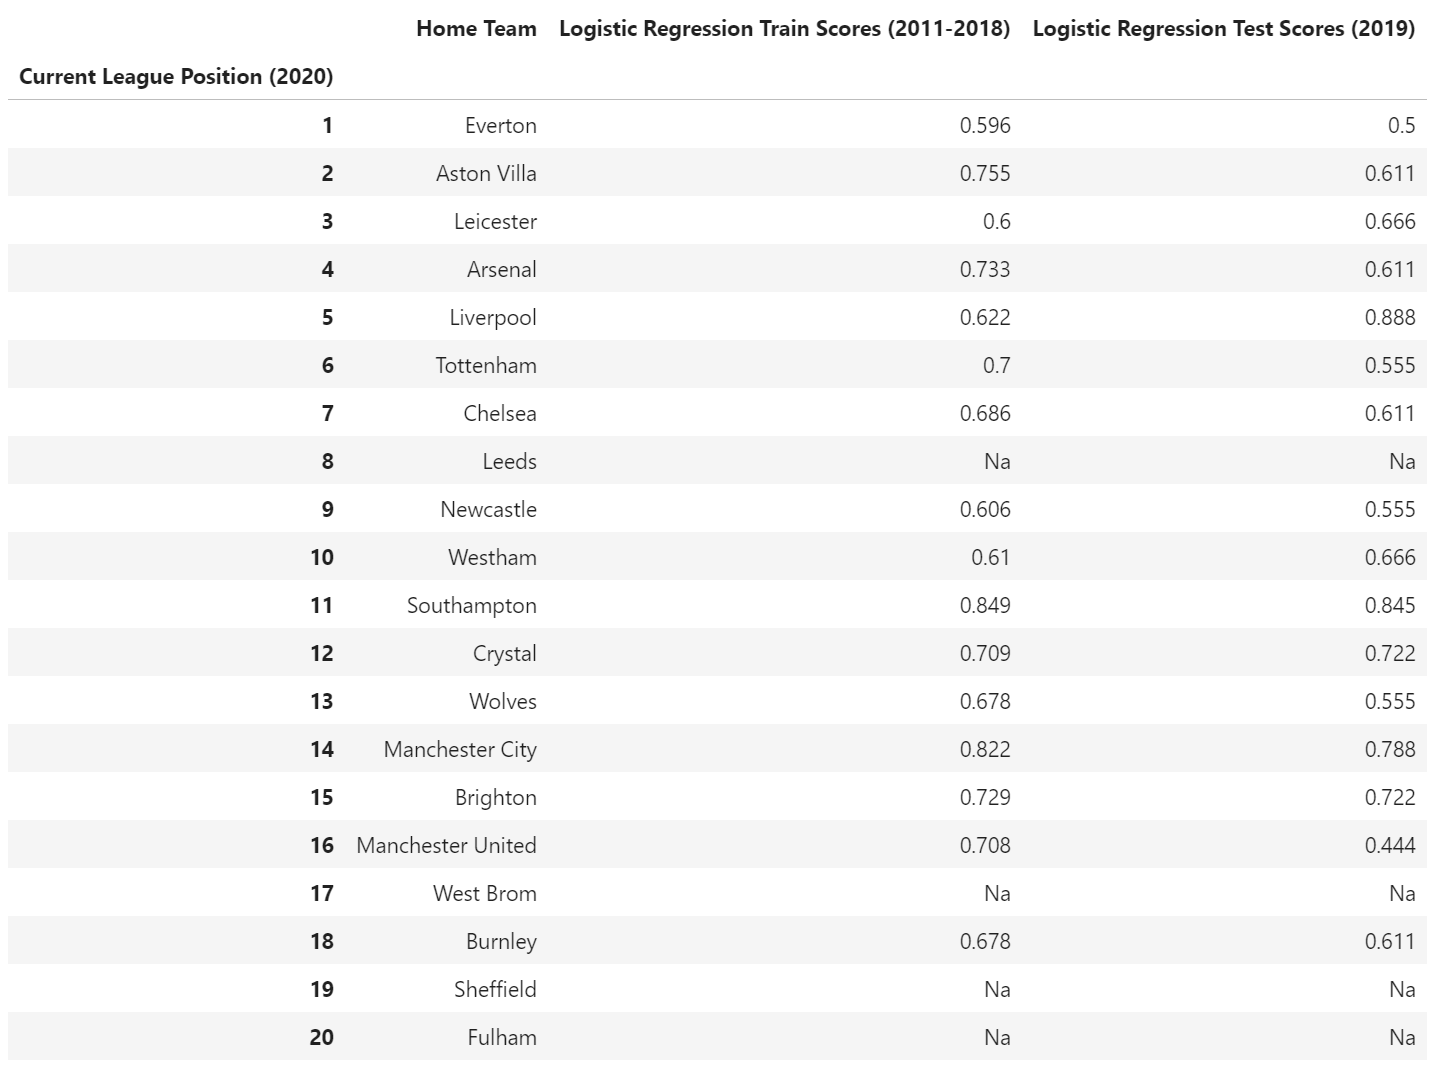 Home Team Logistic Regression Train Scores (2011-2018) Logistic Regression Test Scores (2019)
Current League Position (2020)
1 Everton 0.596 0.5
2 Aston Villa 0.755 0.611
3 Leicester 0.6 0.666
4 Arsenal 0.733 0.611
5 Liverpool 0.622 0.888
6 Tottenham 0.7 0.555
7 Chelsea 0.686 0.611
8 Leeds Na Na
9 Newcastle 0.606 0.555
10 Westham 0.61 0.666
11 Southampton 0.849 0.845
12 Crystal 0.709 0.722
13 Wolves 0.678 0.555
14 Manchester City 0.822 0.788
15 Brighton 0.729 0.722
16 Manchester United 0.708 0.444
17 West Brom Na Na
18 Burnley 0.678 0.611
19 Sheffield Na Na
20 Fulham Na Na